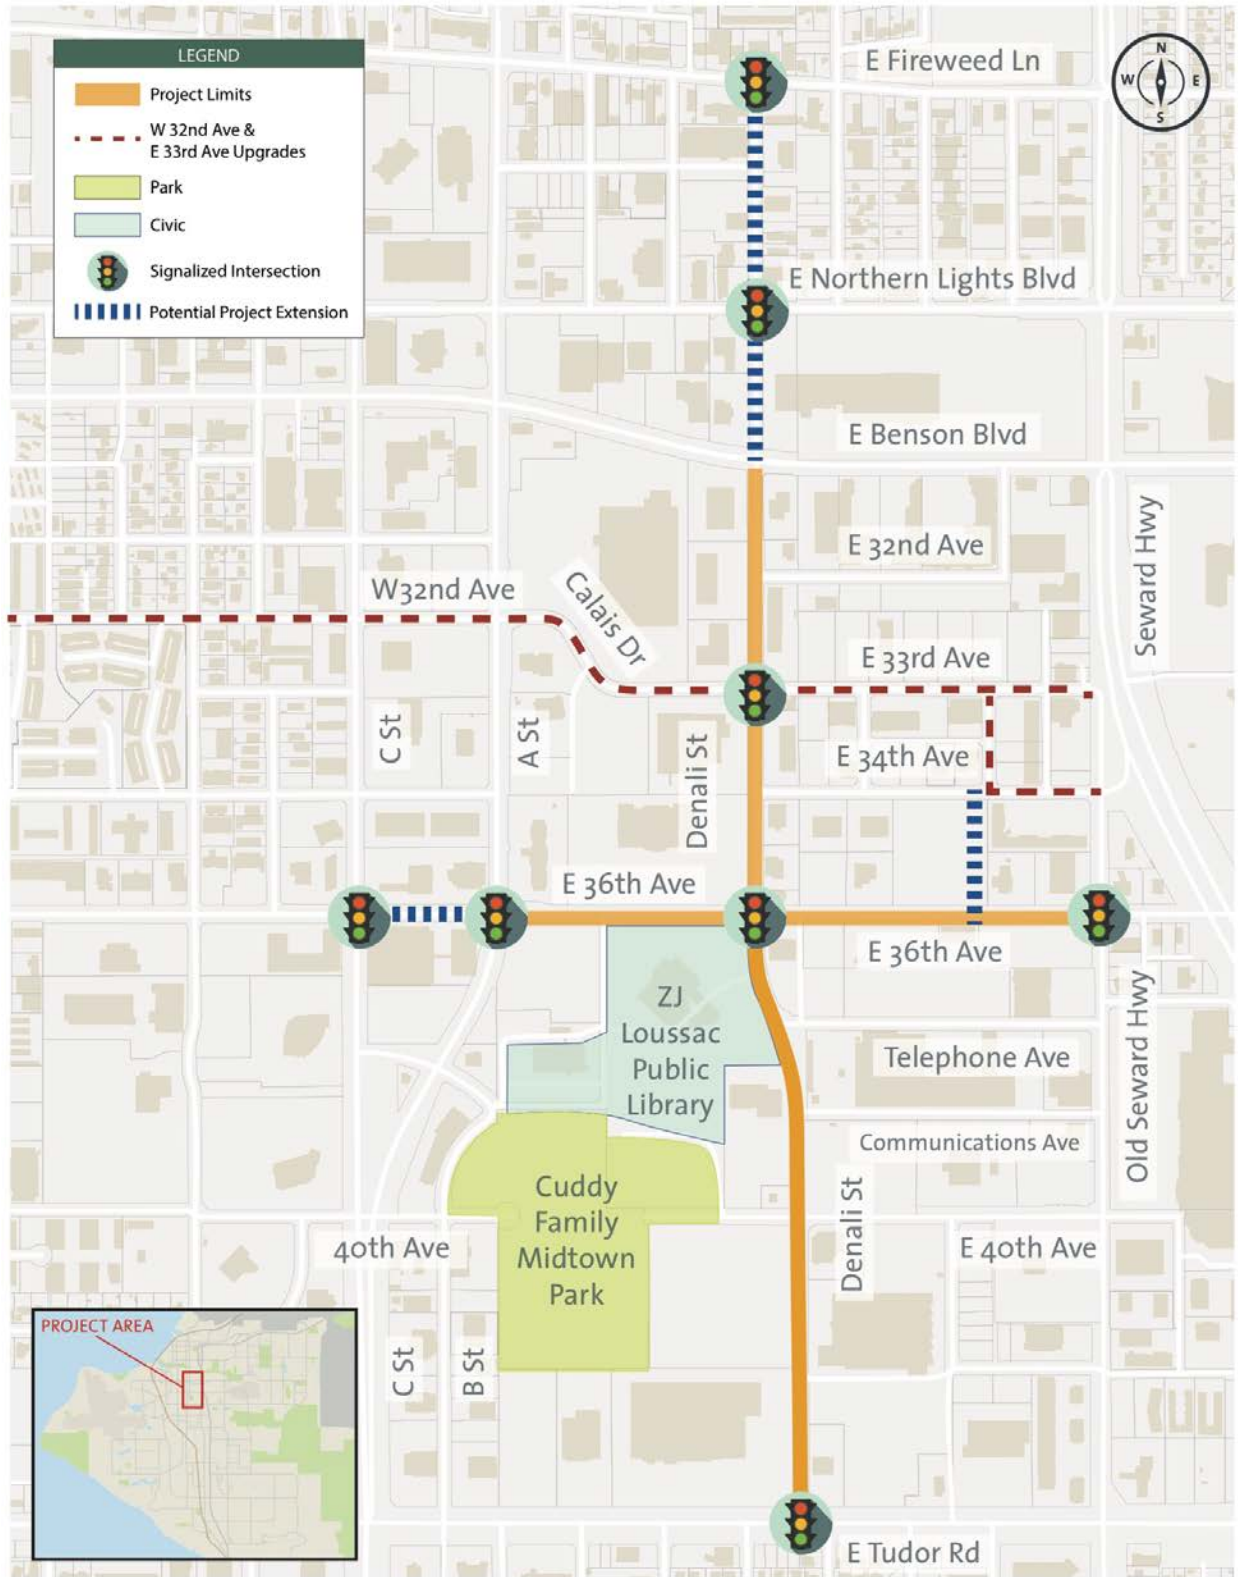 LEGEND
Project Limits
W 32nd Ave &
E 33rd Ave Upgrades
Park
Civic
Signalized Intersection
Potential Project Extension
E Fireweed Ln
N
W
E
S
E Northern Lights Blvd
E Benson Blvd
E 32nd Ave
Seward Hwy
W32nd Ave
Calais Dr
E 33rd Ave
C St
A St
Denali St
E 34th Ave
E 36th Ave
E 36th Ave
ZJ
Loussac
Public
Library
Telephone Ave
Old Seward Hwy
Communications Ave
Cuddy
Family
Midtown
Park
Denali St
40th Ave
E 40th Ave
PROJECT AREA
C St
B St
E Tudor Rd